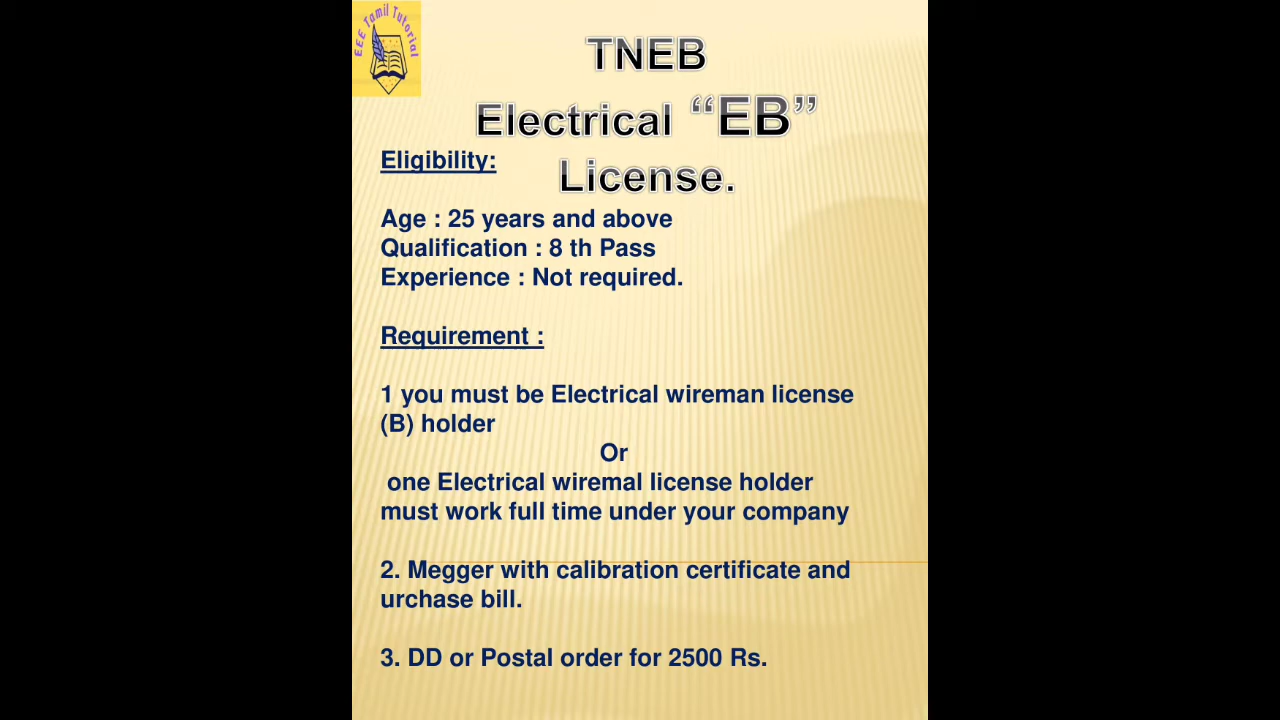 EEE Tamil Tutorial
TNEB
Electrical “EB”
License.
Eligibility:
Age : 25 years and above
Qualification : 8 th Pass
Experience : Not required.
Requirement :
1 you must be Electrical wireman license
(B) holder
Or
one Electrical wiremal license holder
must work full time under your company
2. Megger with calibration certificate and
urchase bill.
3. DD or Postal order for 2500 Rs.